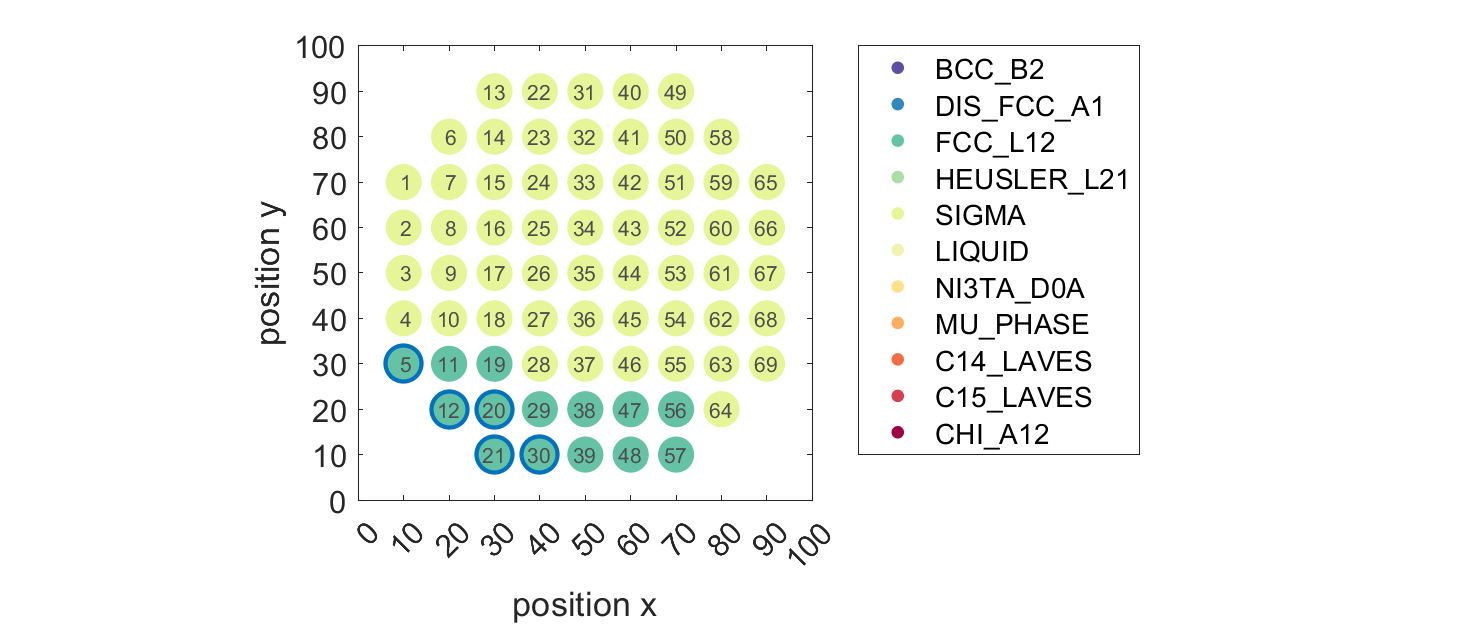 100
90
80
70
60
50
40
30
20
10
0
position y
13 22 31 40 49
6 14 23 32 41 50 58
1 7 15 24 33 42 51 59 65
2 8 16 25 34 43 52 60 66
3 9 17 26 35 44 53 61 67
4 10 18 27 36 45 54 62 68
5 11 19 28 37 46 55 63 69
12 20 29 38 47 56 64
21 30 39 48 57
0 10 20 30 40 50 60 70 80 90 100
position x
BCC_B2
DIS_FCC_A1
FCC_L12
HEUSLER_L21
SIGMA
LIQUID
NI3TA_D0A
MU_PHASE
C14_LAVES
C15_LAVES
CHI_A12